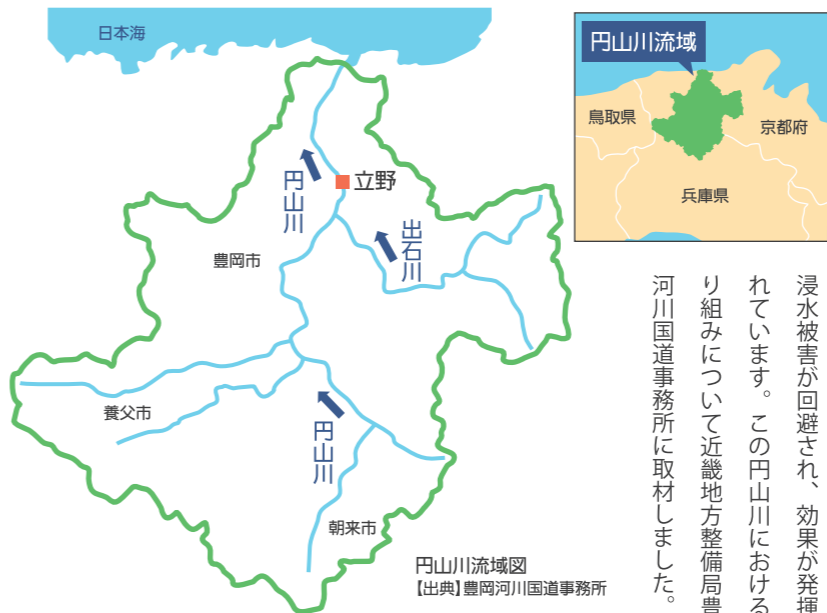 日本海
円山川
立野
出石川
豊岡市
養父市
円山川
朝来市
円山川流域図
【出典】豊岡河川国道事務所
円山川流域
鳥取県
京都府
兵庫県
浸水被害が回避され、効果が発揮
れています。この円山川における
り組みについて近畿地方整備局豊
河川国道事務所に取材しました。